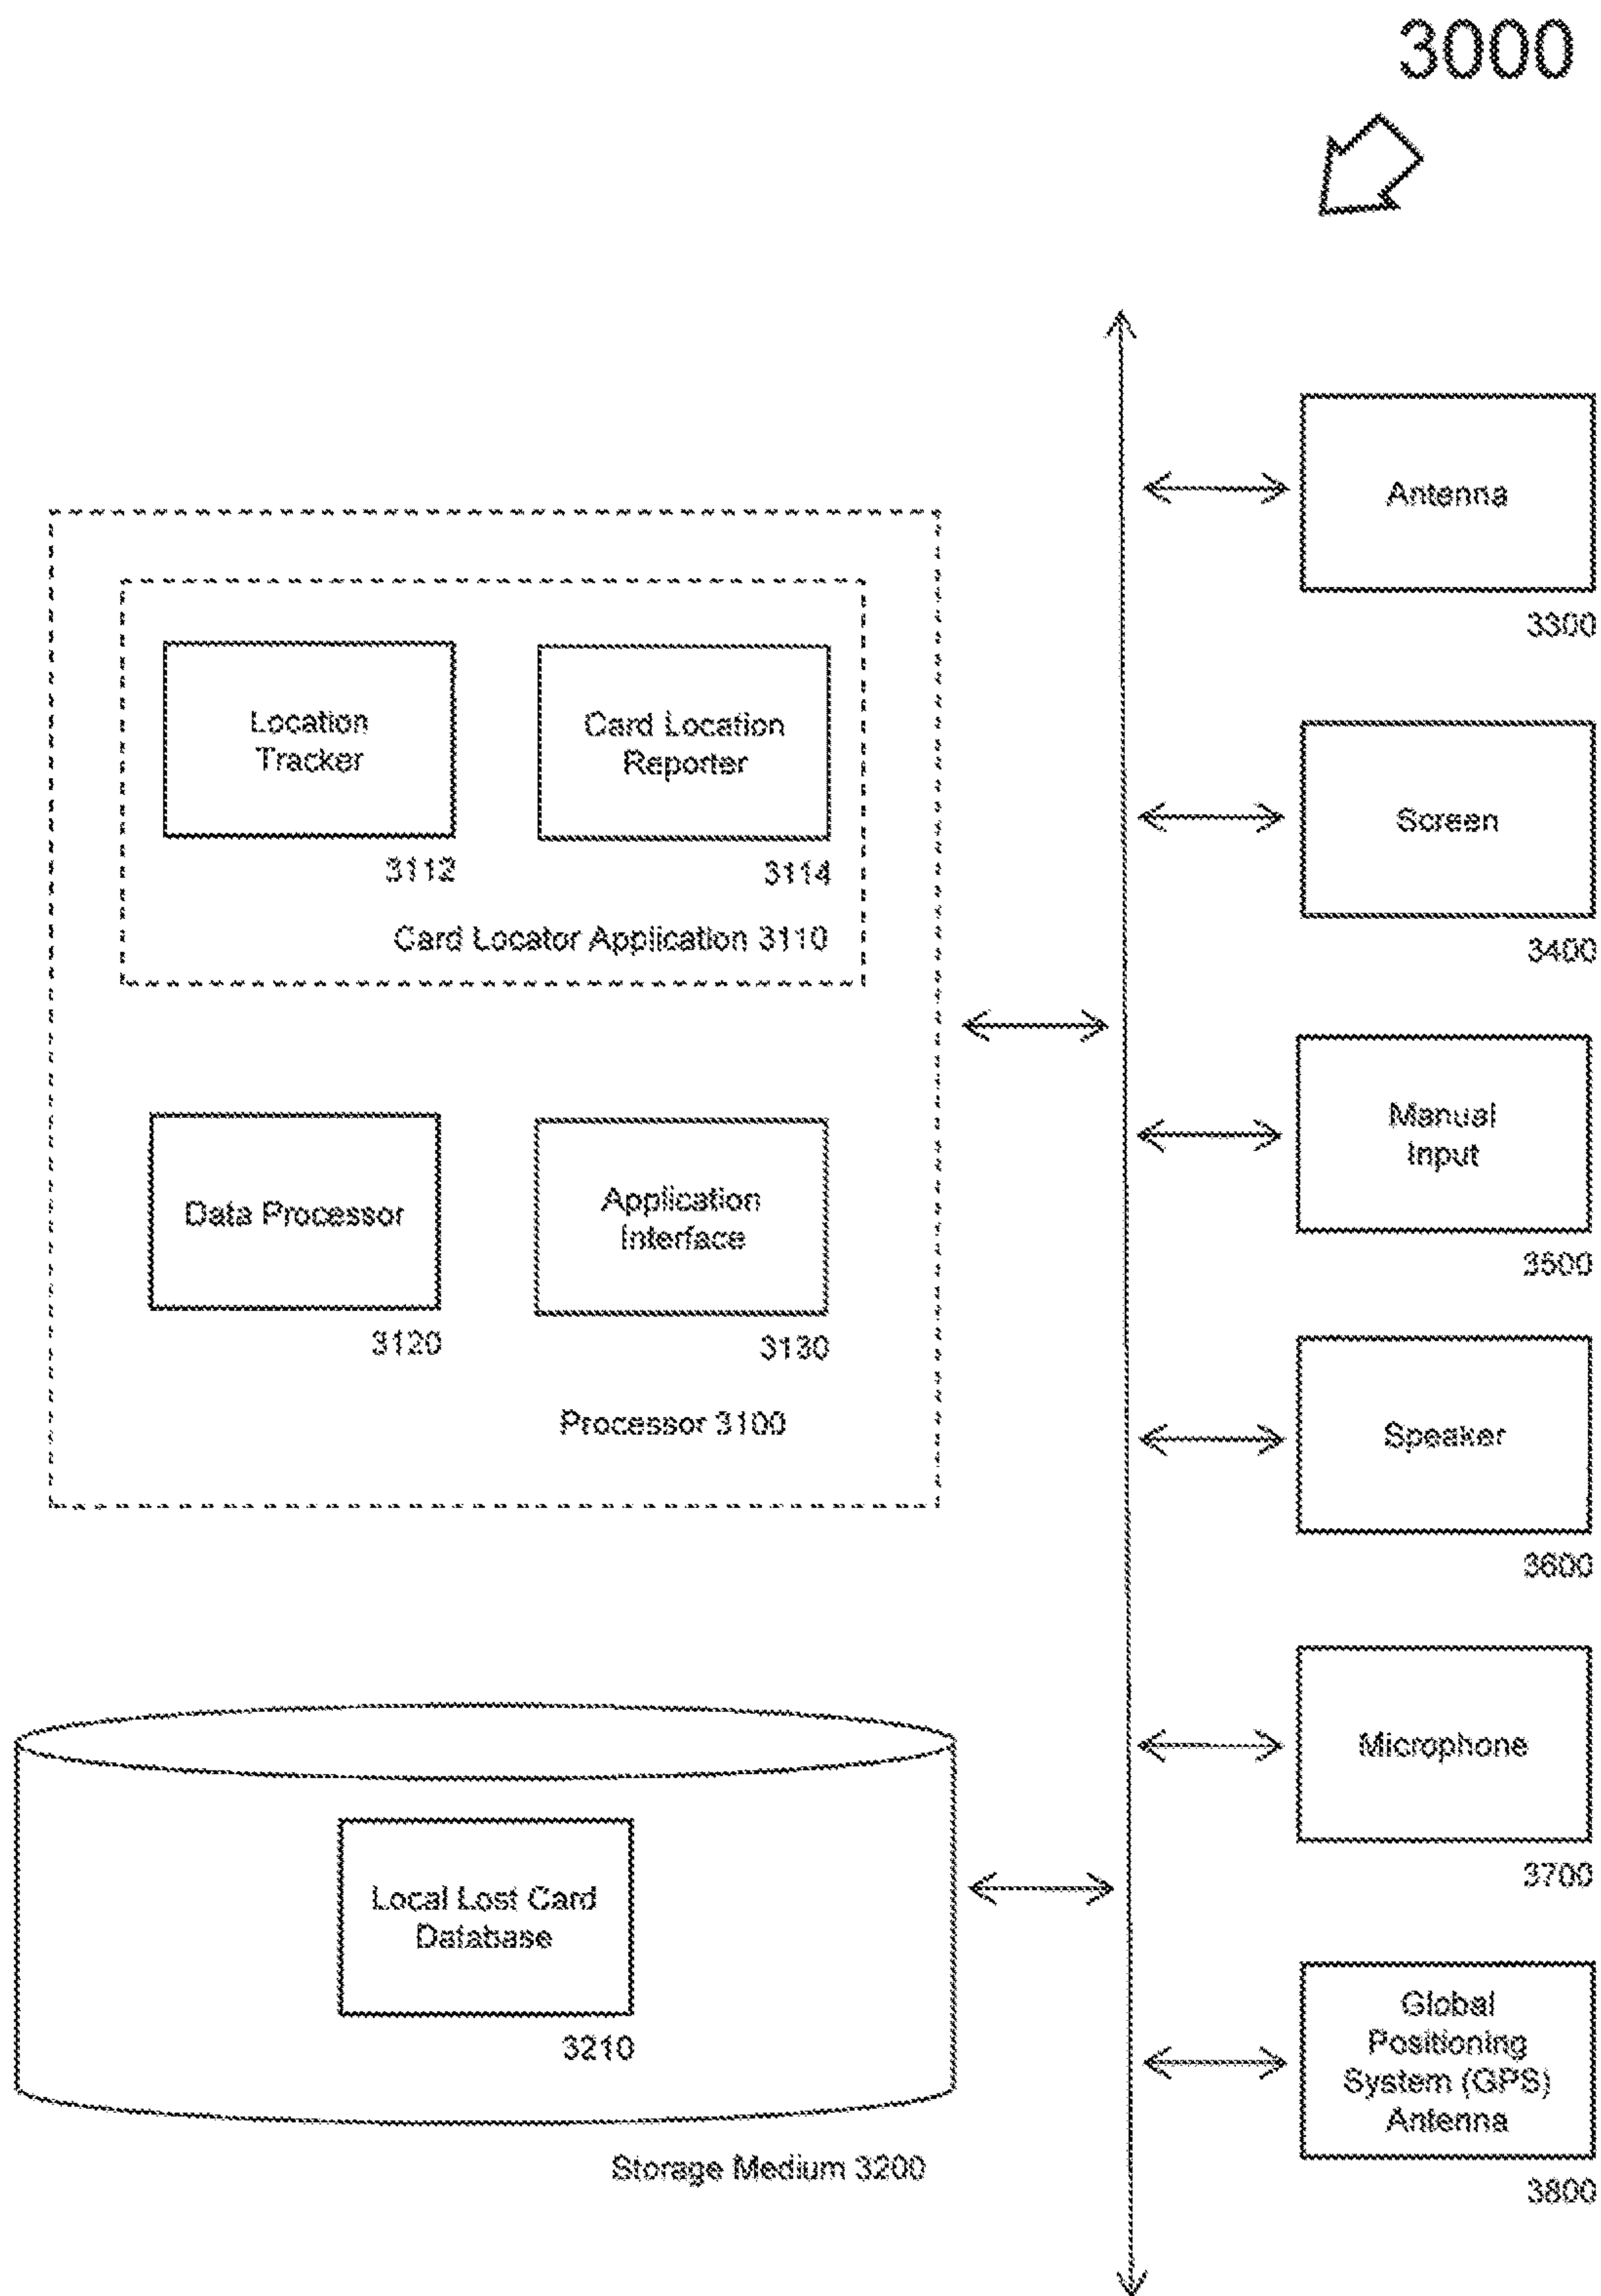 3000
Antenna
3300
Location
Tracker
3112
Card Location
Reporter
3114
Card Locator Application 3110
Screen
3400
Manual
Input
3500
Data Processor
3120
Application
Interface
3130
Processor 3100
Speaker
3600
Microphone
3700
Local Lost Card
Database
3210
Storage Medium 3200
Global
Positioning
System (GPS)
Antenna
3800